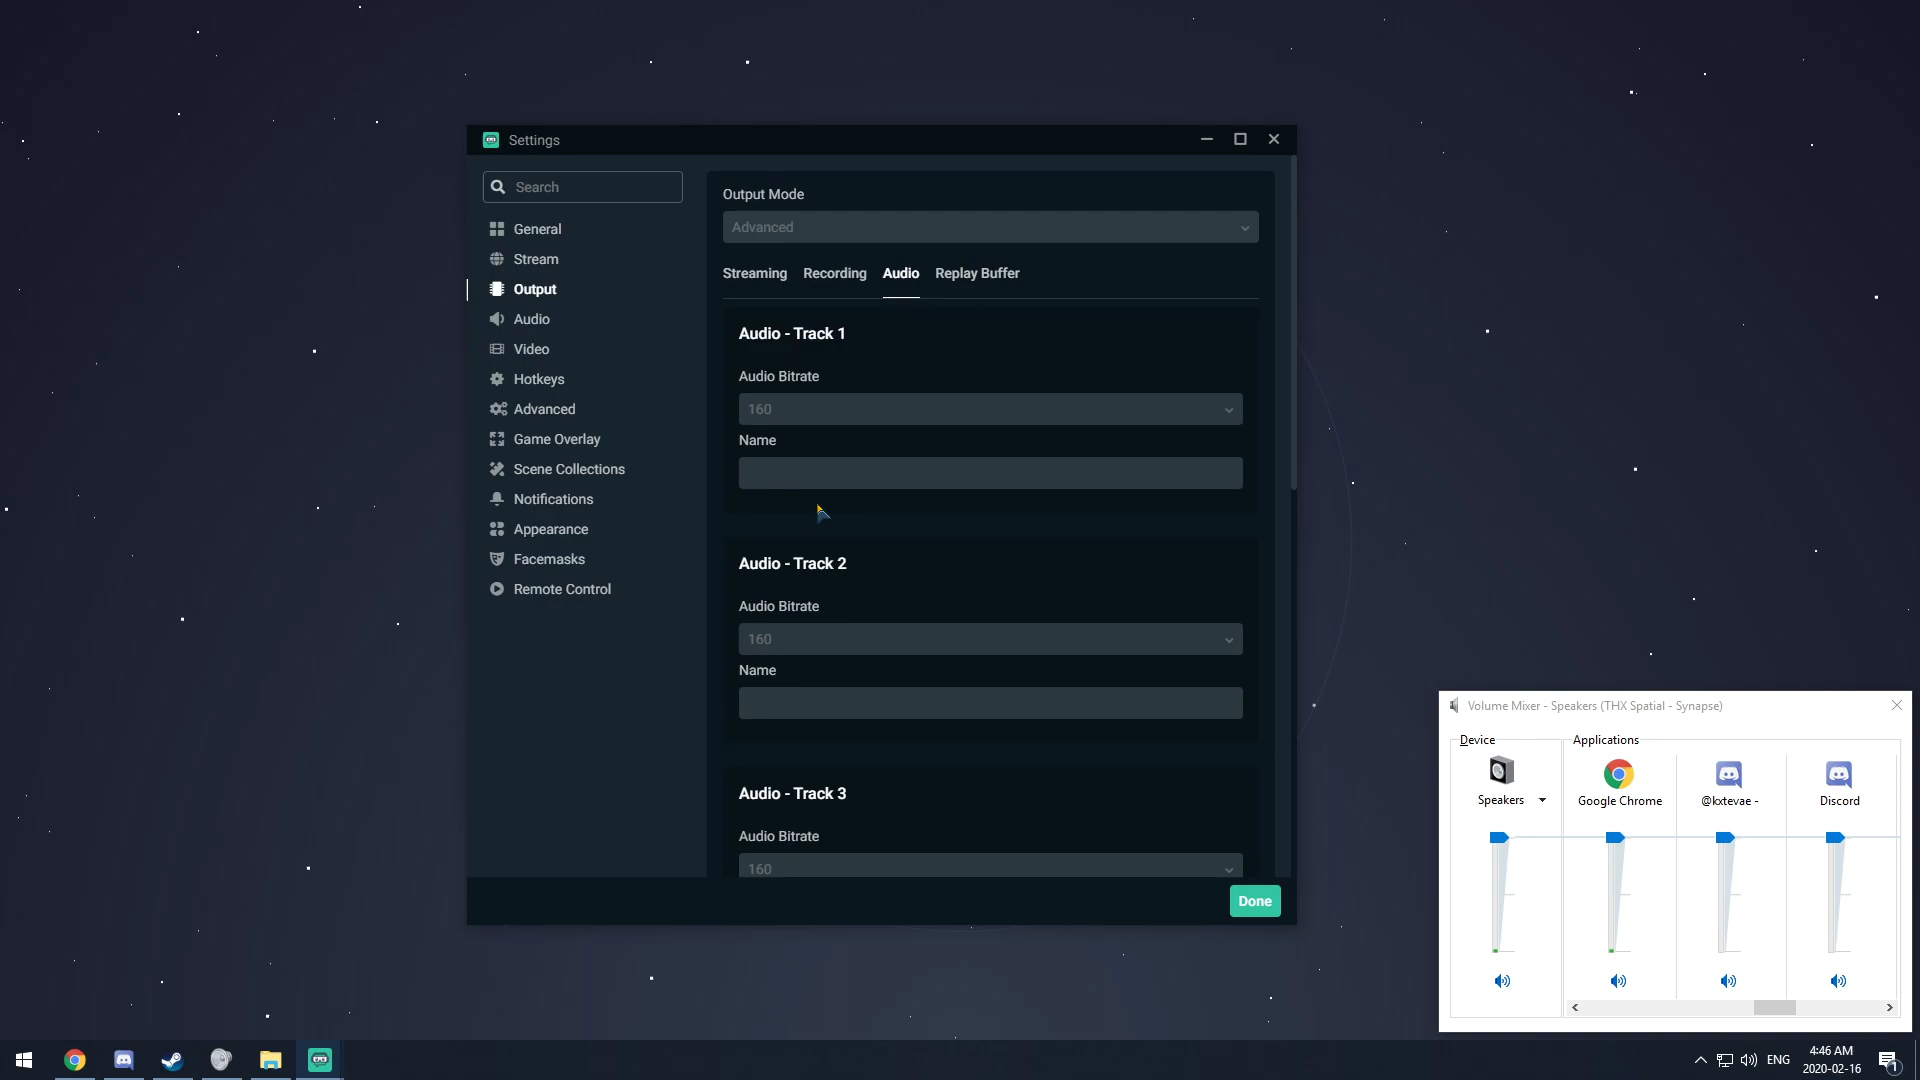 Settings
Search
General
Stream
Output
Audio
Video
Hotkeys
Advanced
Game Overlay
Scene Collections
Notifications
Appearance
Facemasks
Remote Control
Output Mode
Advanced
Streaming Recording Audio Replay Buffer
Audio - Track 1
Audio Bitrate
160
Name
Audio - Track 2
Audio Bitrate
160
Name
Audio - Track 3
Audio Bitrate
160
Done
Volume Mixer - Speakers (THX Spatial - Synapse)
Device Applications
Speakers Google Chrome @kxtevae - Discord
ENG
4:46 AM
2020-02-16
1